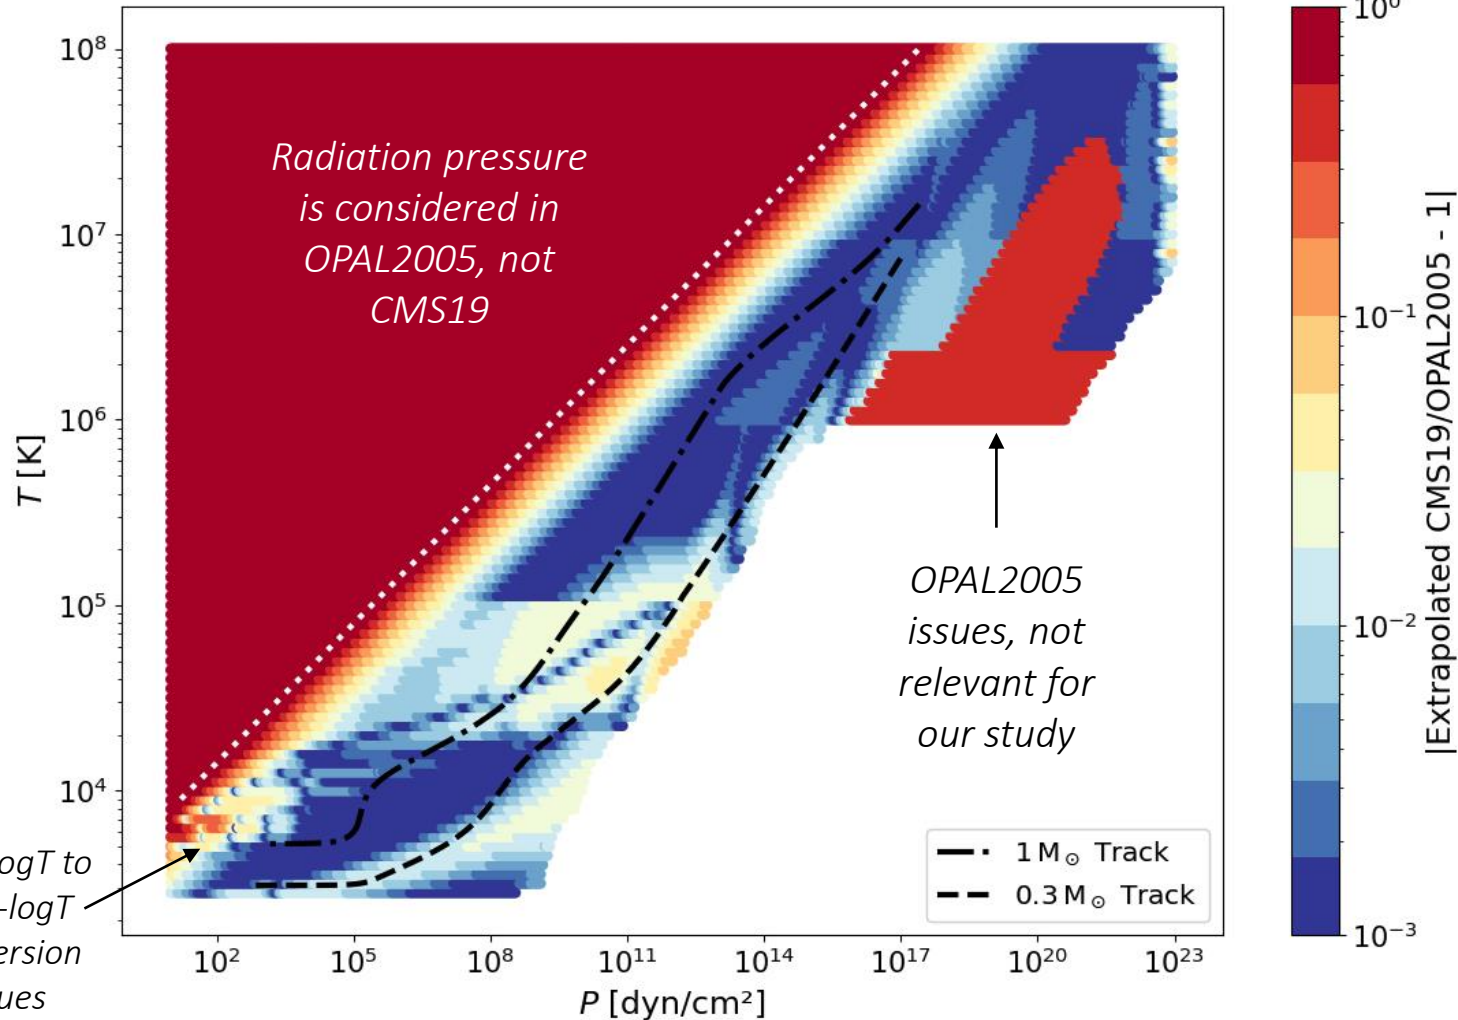 10⁸
10⁷
10⁶
10⁵
10⁴
T [K]
Radiation pressure
is considered in
OPAL2005, not
CMS19
OPAL2005
issues, not
relevant for
our study
ogT to
-logT
ersion
ues
1 M☉ Track
0.3 M☉ Track
10² 10⁵ 10⁸ 10¹¹ 10¹⁴ 10¹⁷ 10²⁰ 10²³
P [dyn/cm²]
10⁰
10⁻¹
10⁻²
10⁻³
|Extrapolated CMS19/OPAL2005 - 1|